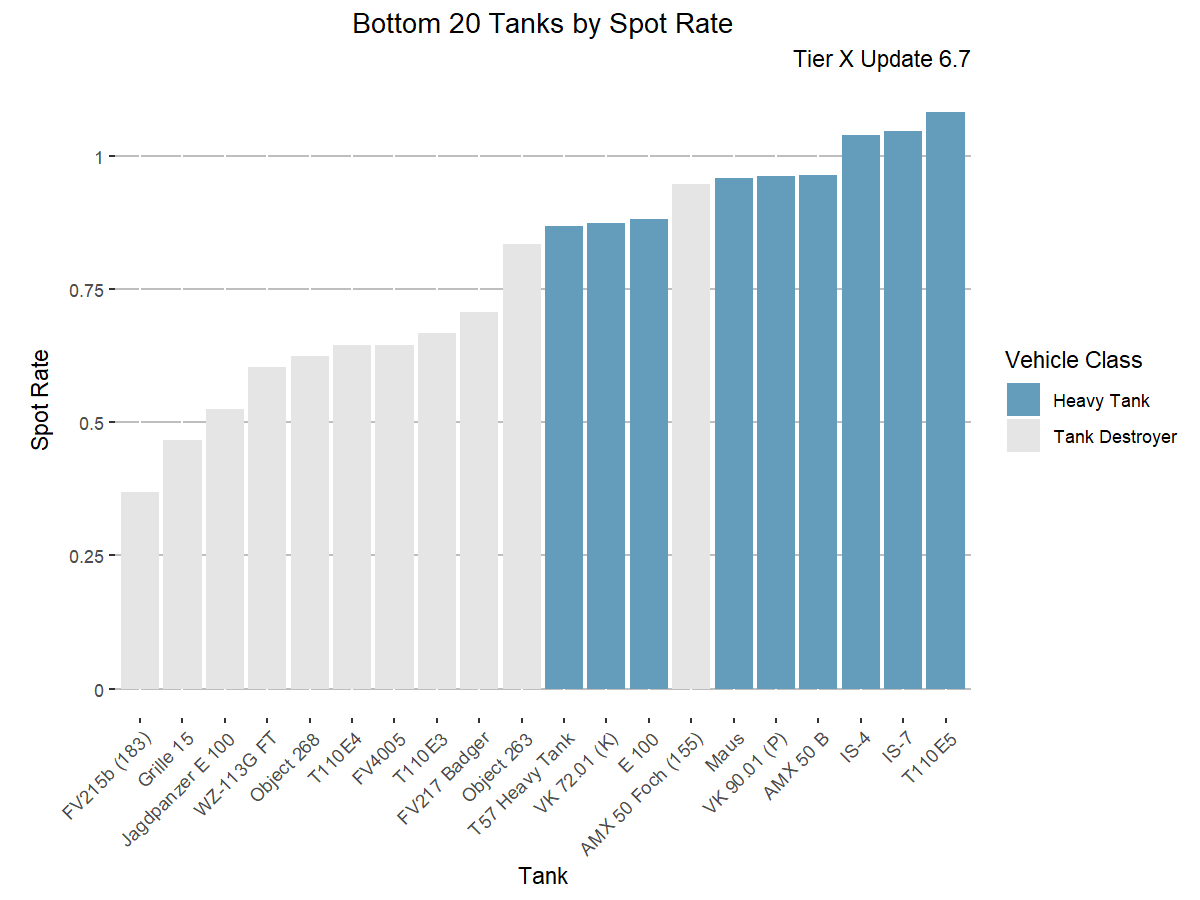 Bottom 20 Tanks by Spot Rate
Tier X Update 6.7
1
0.75
0.5
0.25
0
Spot Rate
Vehicle Class
Heavy Tank
Tank Destroyer
FV215b (183)
Grille 15
Jagdpanzer E 100
WZ-113G FT
Object 268
T110E4
FV4005
T110E3
FV217 Badger
Object 263
T57 Heavy Tank
VK 72.01 (K)
E 100
AMX 50 Foch (155)
Maus
VK 90.01 (P)
AMX 50 B
IS-4
IS-7
T110E5
Tank